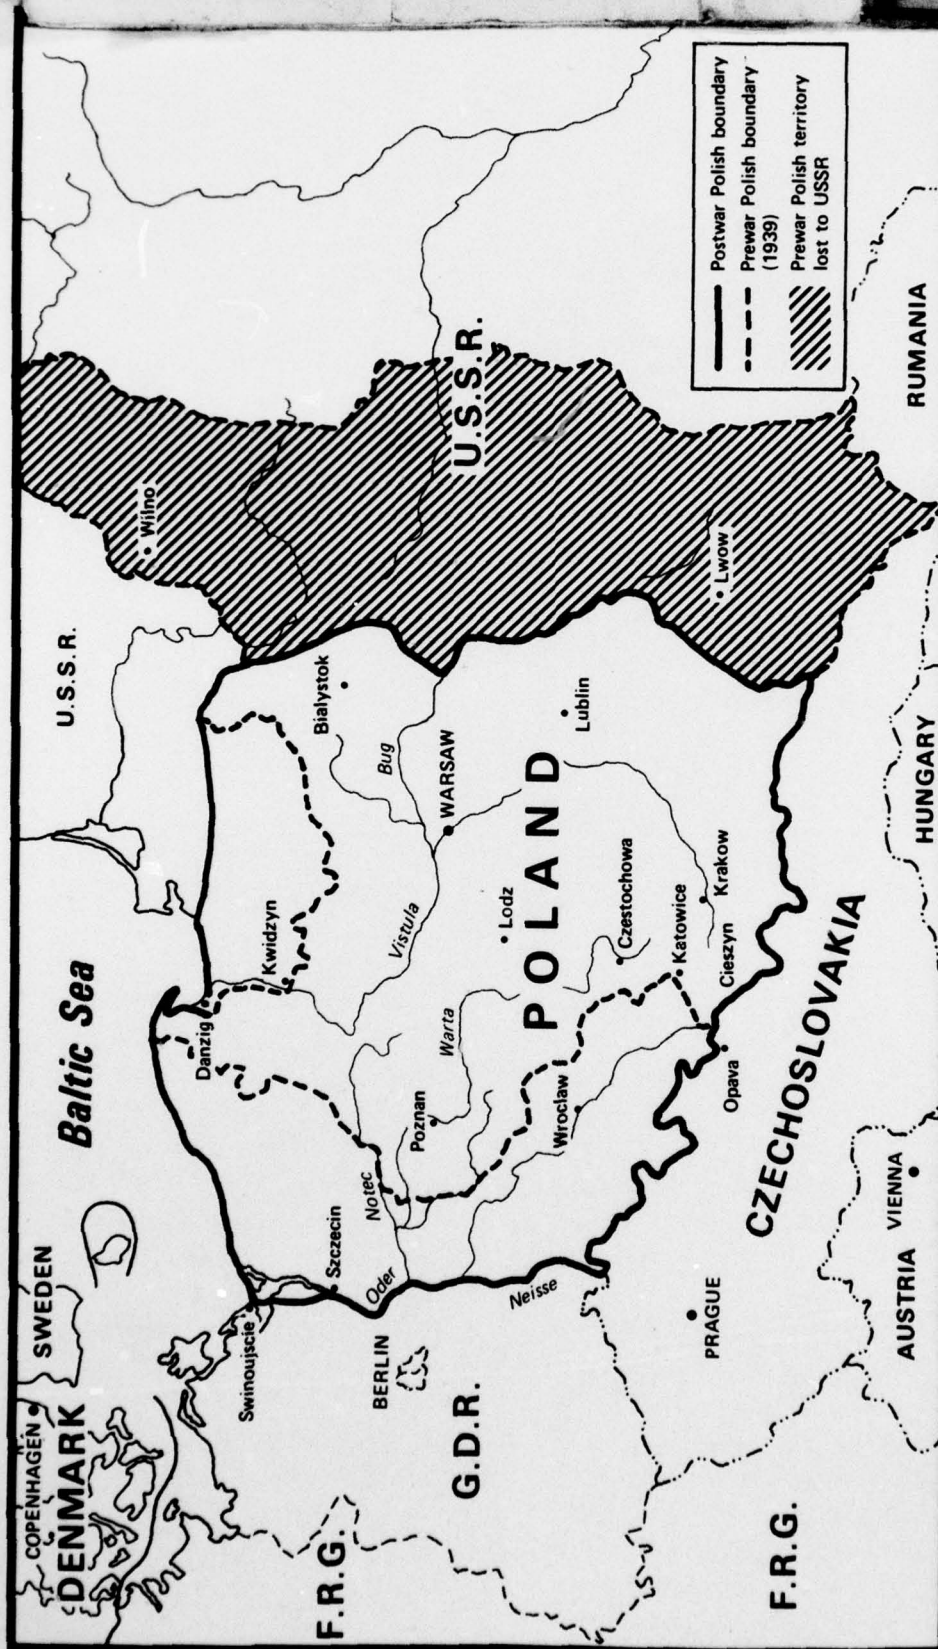 COPENHAGEN
DENMARK
SWEDEN
Baltic Sea
U.S.S.R.
Wilno
Swinoujscie
Szczecin
Danzig
Kwidzyn
Bialystok
BERLIN
Oder
Notec
Poznan
Warta
Vistula
Bug
WARSAW
U.S.S.R.
F.R.G.
G.D.R.
Neisse
Wroclaw
Lodz
POLAND
Lublin
Czestochowa
Katowice
Krakow
Cieszyn
Opava
Lwow
PRAGUE
CZECHOSLOVAKIA
F.R.G.
AUSTRIA
VIENNA
HUNGARY
RUMANIA
Postwar Polish boundary
Prewar Polish boundary
(1939)
Prewar Polish territory
lost to USSR